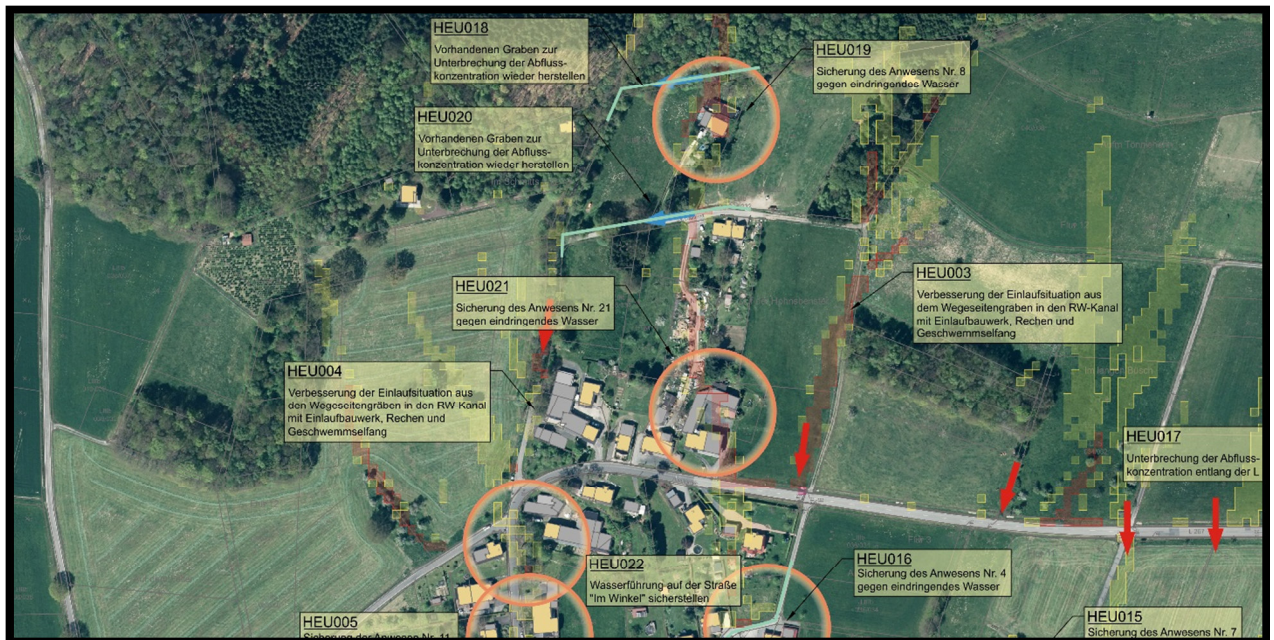 HEU018
Vorhandenen Graben zur
Unterbrechung der Abfluss-
konzentration wieder herstellen
HEU019
Sicherung des Anwesens Nr. 8
gegen eindringendes Wasser
HEU020
Vorhandenen Graben zur
Unterbrechung der Abfluss-
konzentration wieder herstellen
HEU021
Sicherung des Anwesens Nr. 21
gegen eindringendes Wasser
HEU003
Verbesserung der Einlaufsituation aus
dem Wegeseitengraben in den RW-Kanal
mit Einlaufbauwerk, Rechen und
Geschwemmselfang
HEU004
Verbesserung der Einlaufsituation aus
den Wegeseitengräben in den RW Kanal
mit Einlaufbauwerk, Rechen und
Geschwemmselfang
HEU017
Unterbrechung der Abfluss-
konzentration entlang der L
HEU022
Wasserführung auf der Straße
"Im Winkel" sicherstellen
HEU016
Sicherung des Anwesens Nr. 4
gegen eindringendes Wasser
HEU005
Sicherung der Anwesen Nr. 11
HEU015
Sicherung des Anwesens Nr. 7